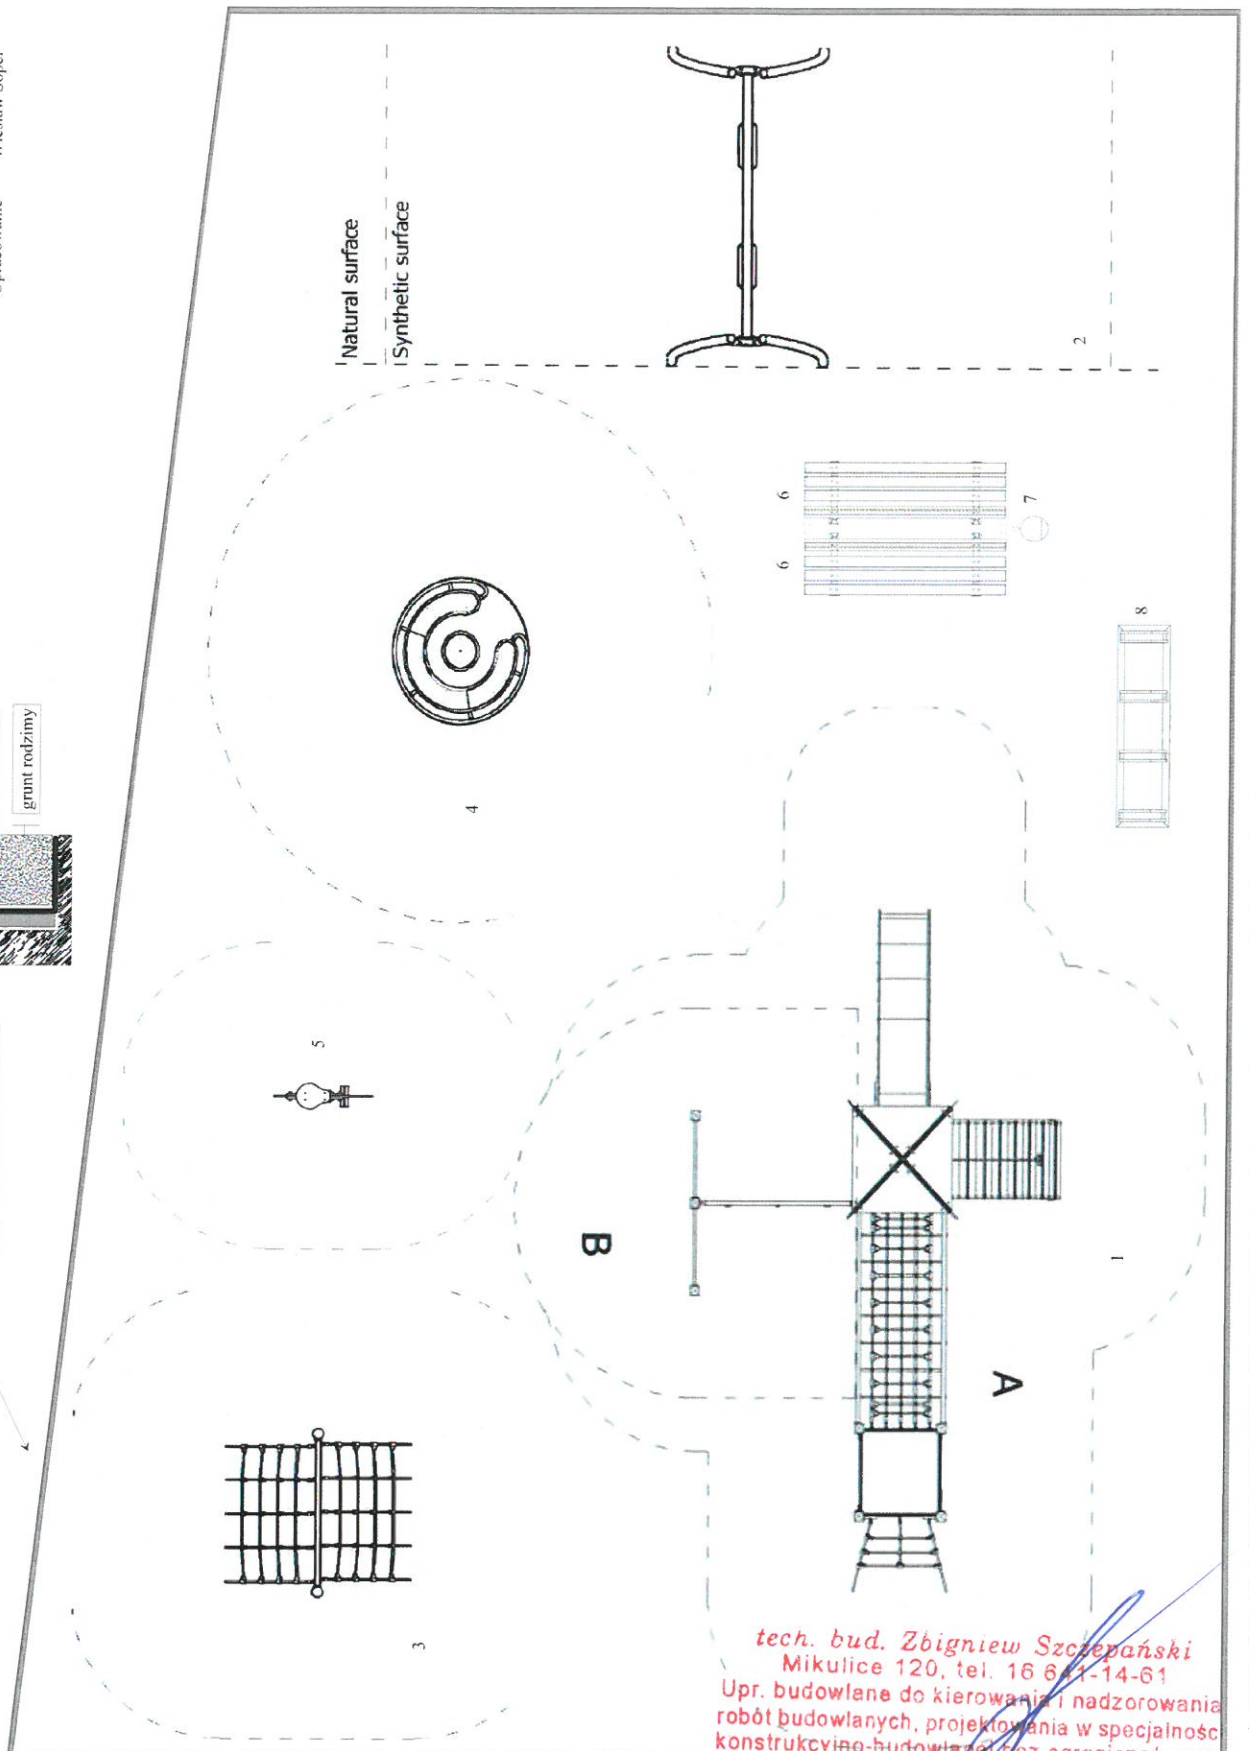 grunt rodzimy
Natural surface
Synthetic surface
2
6
6
7
8
4
5
B
A
1
3
tech. bud. Zbigniew Szczepański
Mikulice 120, tel. 16 641-14-61
Upr. budowlane do kierowania i nadzorowania
robót budowlanych, projektowania w specjalnośc